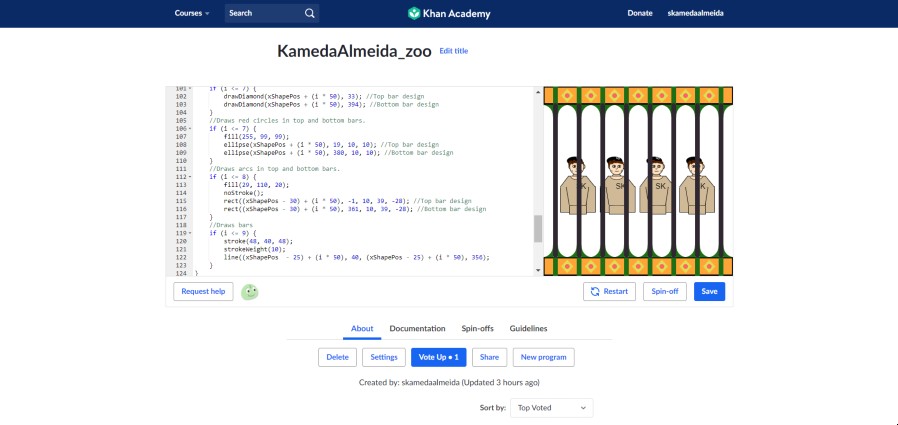 Courses
Search
Khan Academy
Donate
skamedaalmeida
KamedaAlmeida_zoo
Edit title
101 if (i <= 7) {
102 drawDiamond(xShapePos + (i * 50), 33); //Top bar design
103 drawDiamond(xShapePos + (i * 50), 394); //Bottom bar design
104 }
105 //Draws red circles in top and bottom bars.
106 if (i <= 7) {
107 fill(255, 99, 99);
108 ellipse(xShapePos + (i * 50), 19, 10, 10); //Top bar design
109 ellipse(xShapePos + (i * 50), 380, 10, 10); //Bottom bar design
110 }
111 //Draws arcs in top and bottom bars.
112 if (i <= 8) {
113 fill(29, 110, 20);
114 noStroke();
115 rect((xShapePos - 30) + (i * 50), -1, 10, 39, -28); //Top bar design
116 rect((xShapePos - 30) + (i * 50), 361, 10, 39, -28); //Bottom bar design
117 }
118 //Draws bars
119 if (i <= 9) {
120 stroke(48, 40, 48);
121 strokeWeight(10);
122 line((xShapePos - 25) + (i * 50), 40, (xShapePos - 25) + (i * 50), 356);
123 }
124 }
SK
SK
SK
SK
Request help
Restart
Spin-off
Save
About
Documentation
Spin-offs
Guidelines
Delete
Settings
Vote Up • 1
Share
New program
Created by: skamedaalmeida (Updated 3 hours ago)
Sort by:
Top Voted